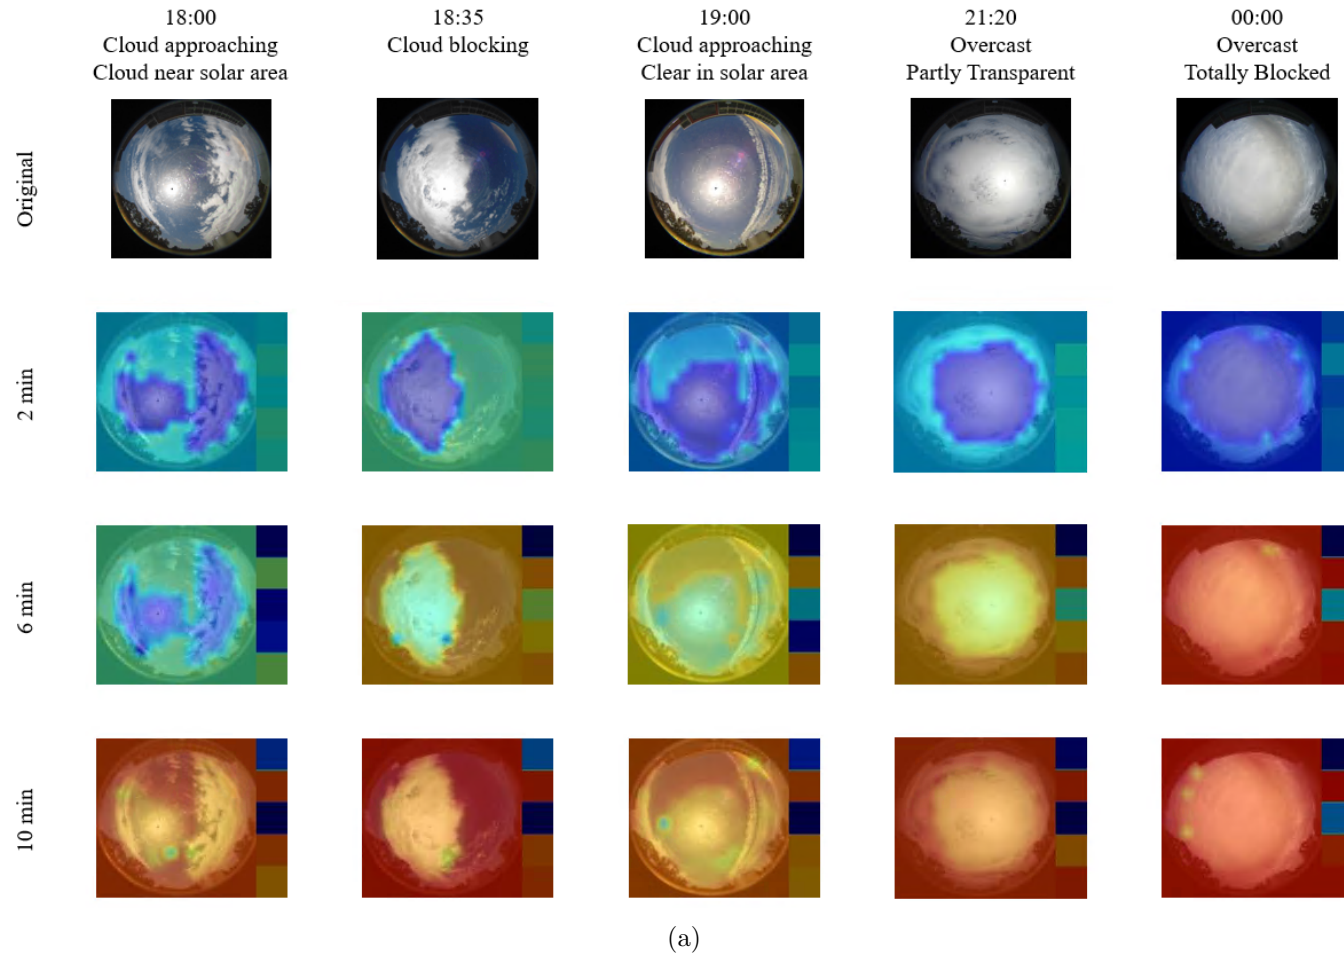 18:00
Cloud approaching
Cloud near solar area
18:35
Cloud blocking
19:00
Cloud approaching
Clear in solar area
21:20
Overcast
Partly Transparent
00:00
Overcast
Totally Blocked
Original
2 min
6 min
10 min
(a)